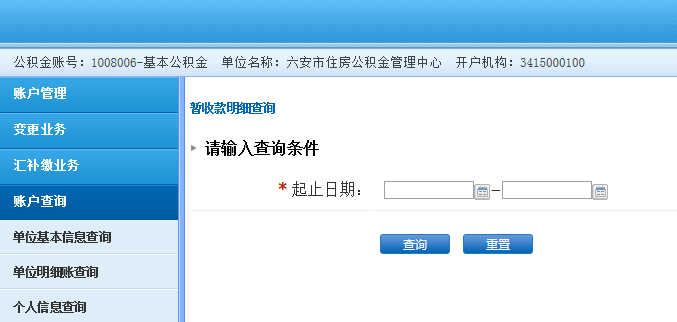 公积金账号：1008006-基本公积金 单位名称：六安市住房公积金管理中心 开户机构：3415000100
账户管理
变更业务
汇补缴业务
账户查询
单位基本信息查询
单位明细账查询
个人信息查询
暂收款明细查询
请输入查询条件
*起止日期： –
查询 重置